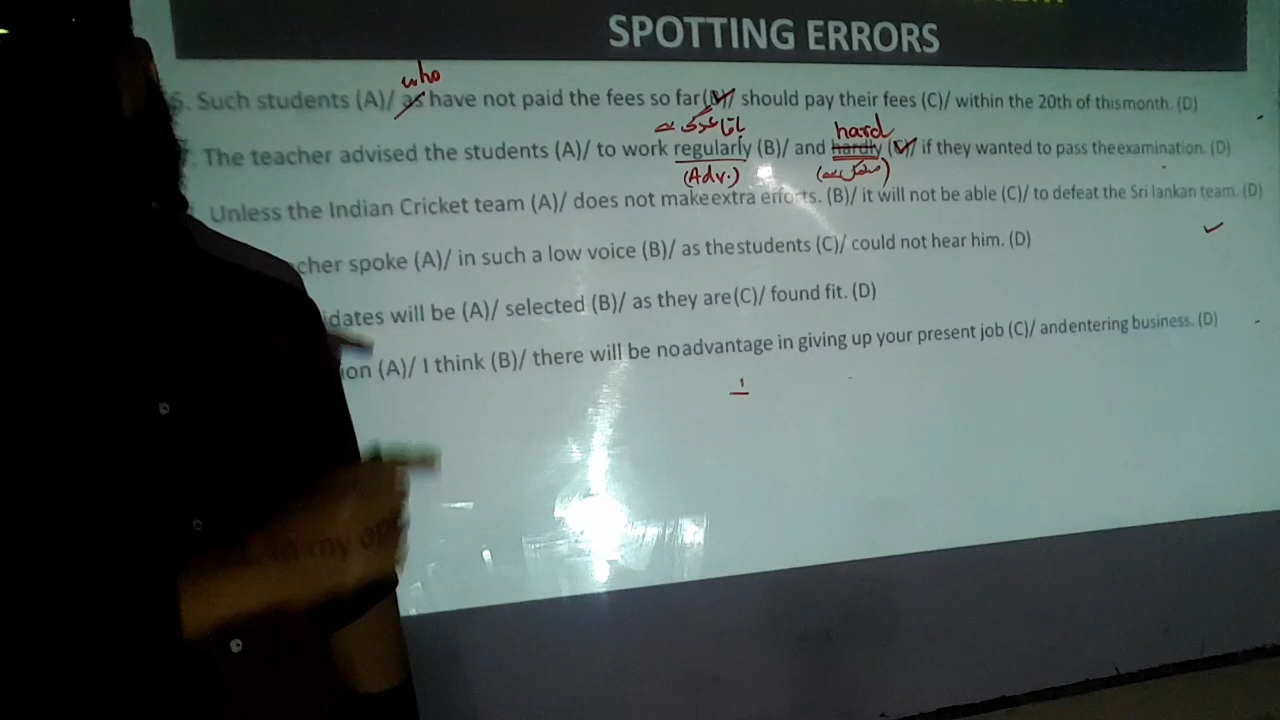 SPOTTING ERRORS
who
Such students (A)/ as have not paid the fees so far (B)/ should pay their fees (C)/ within the 20th of this month. (D)
hard
The teacher advised the students (A)/ to work regularly (B)/ and hardly (C)/ if they wanted to pass the examination. (D)
(Adv.)
Unless the Indian Cricket team (A)/ does not make extra efforts. (B)/ it will not be able (C)/ to defeat the Sri lankan team. (D)
cher spoke (A)/ in such a low voice (B)/ as the students (C)/ could not hear him. (D)
idates will be (A)/ selected (B)/ as they are (C)/ found fit. (D)
ion (A)/ I think (B)/ there will be no advantage in giving up your present job (C)/ and entering business. (D)
in my op